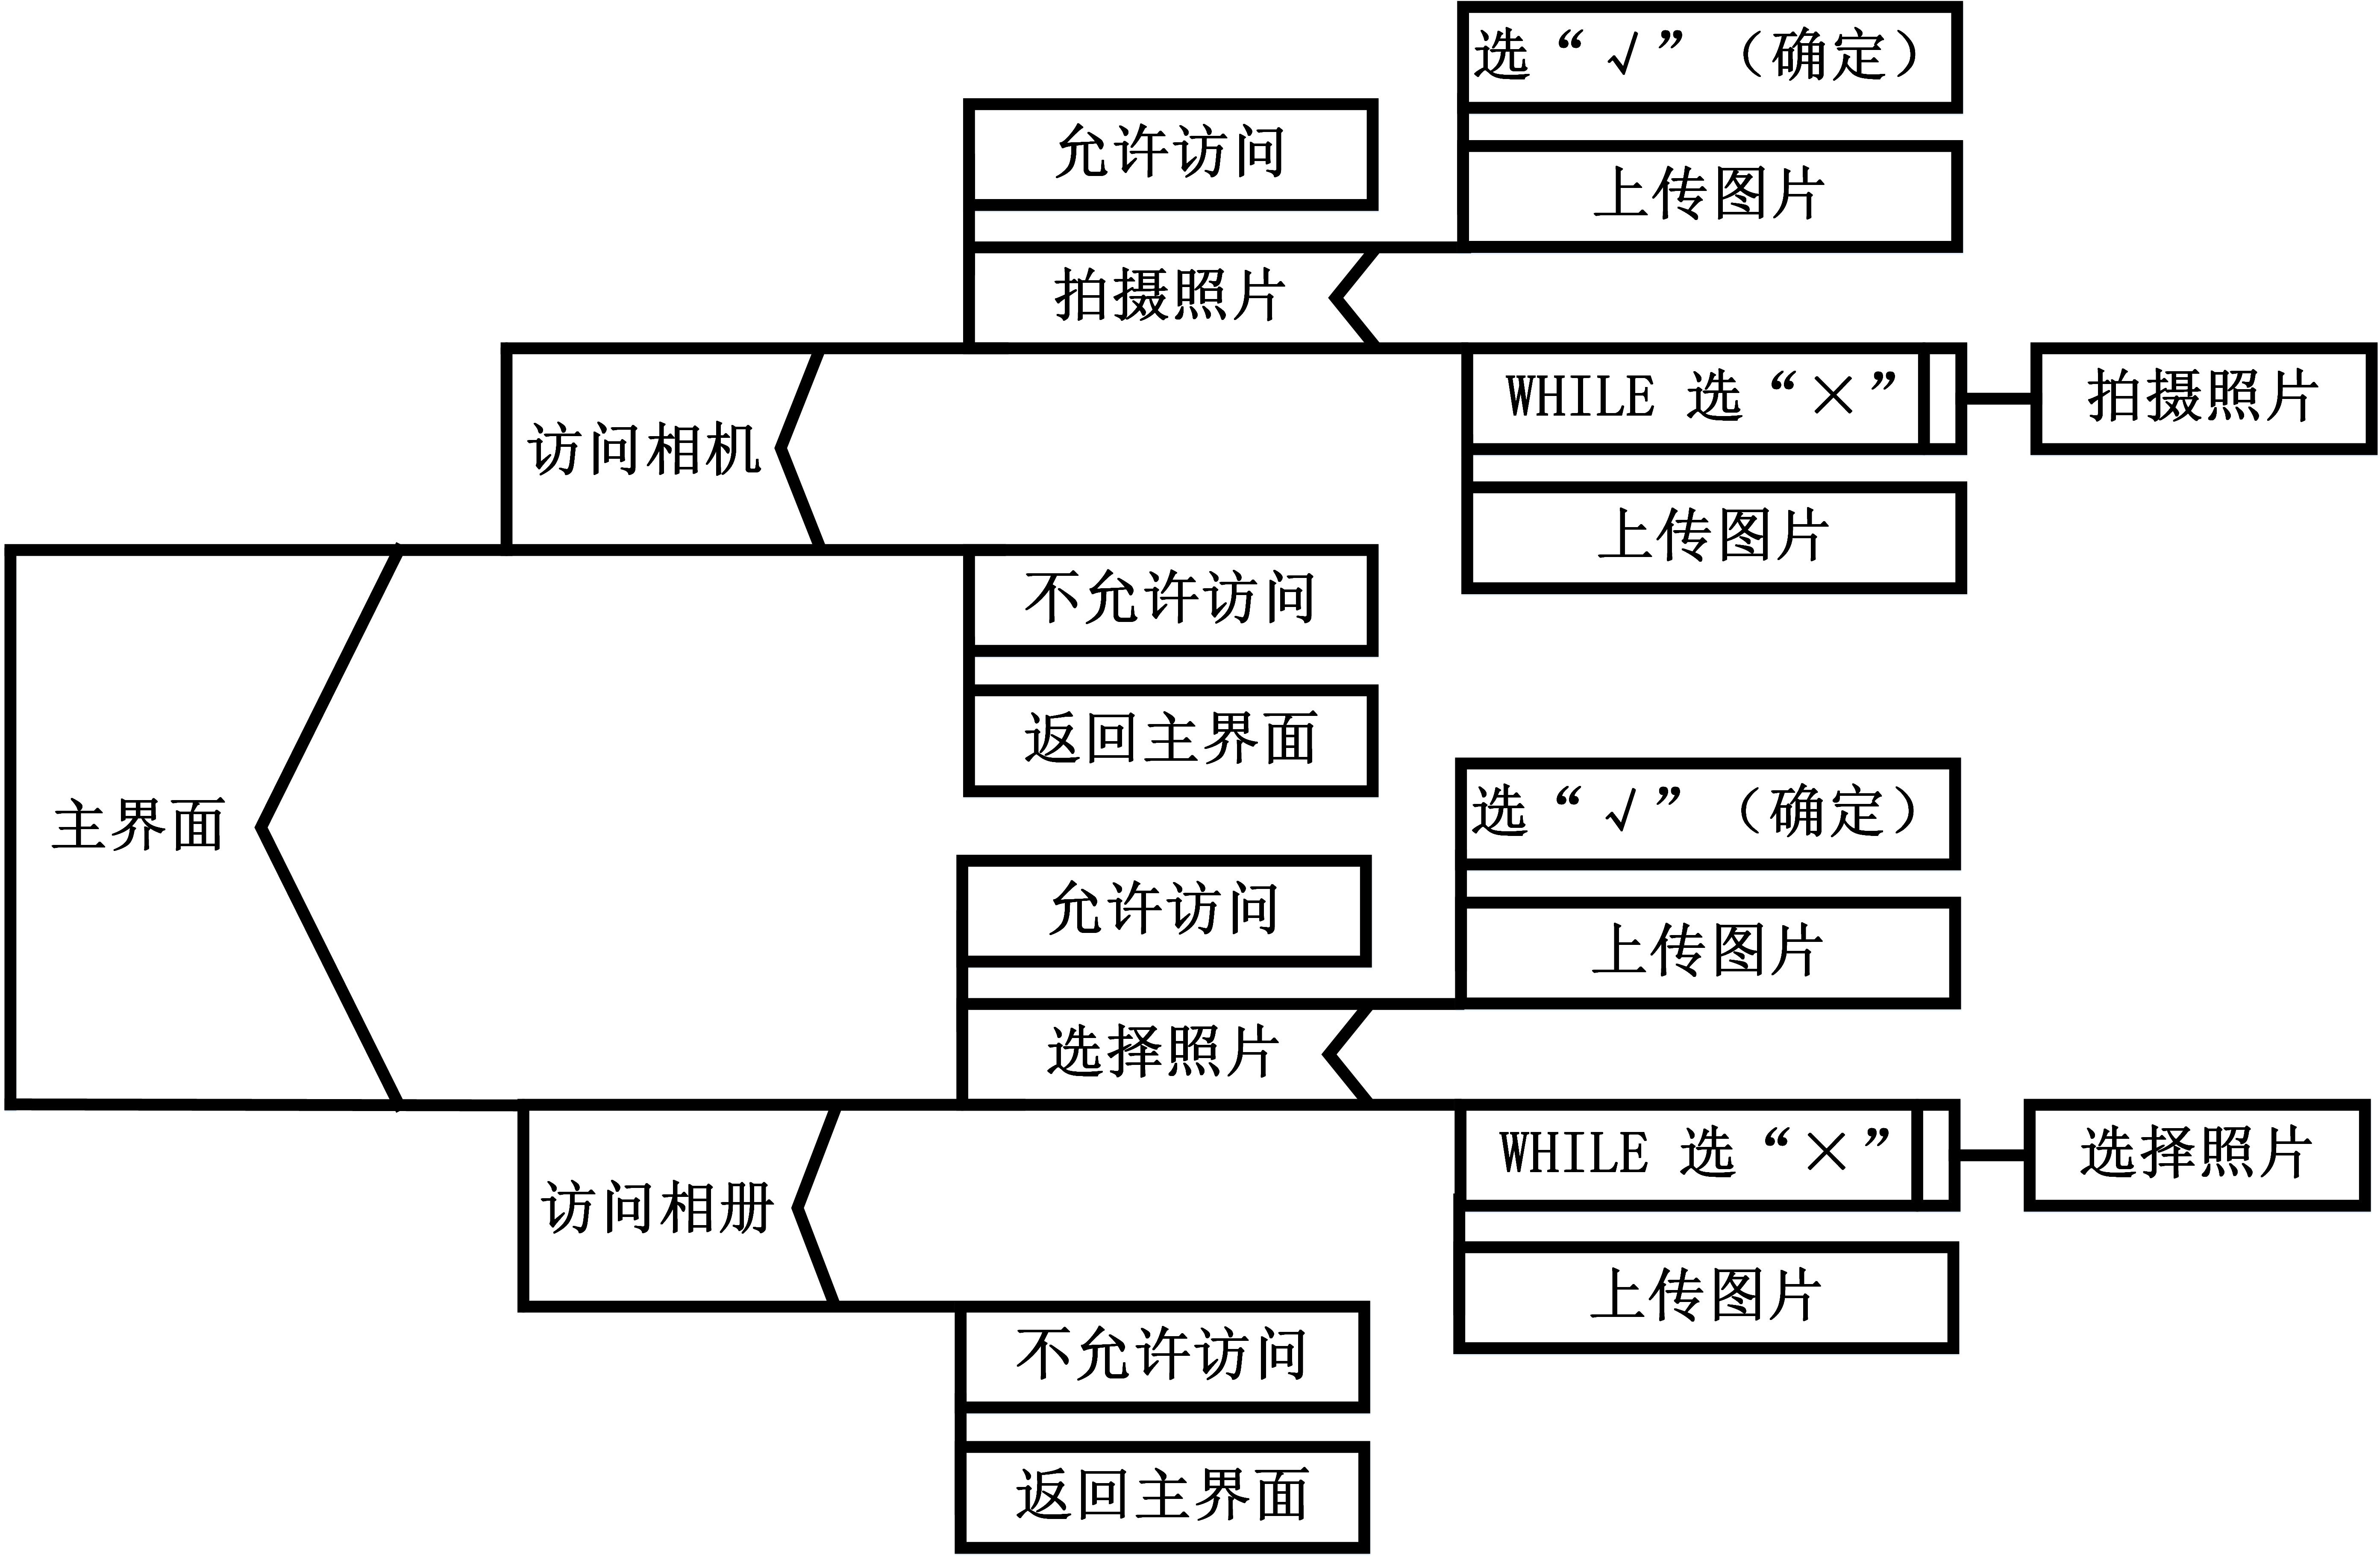 选“√”（确定）
上传图片
允许访问
拍摄照片
WHILE 选“×”
拍摄照片
上传图片
访问相机
不允许访问
返回主界面
主界面
选“√”（确定）
上传图片
允许访问
选择照片
WHILE 选“×”
选择照片
上传图片
访问相册
不允许访问
返回主界面